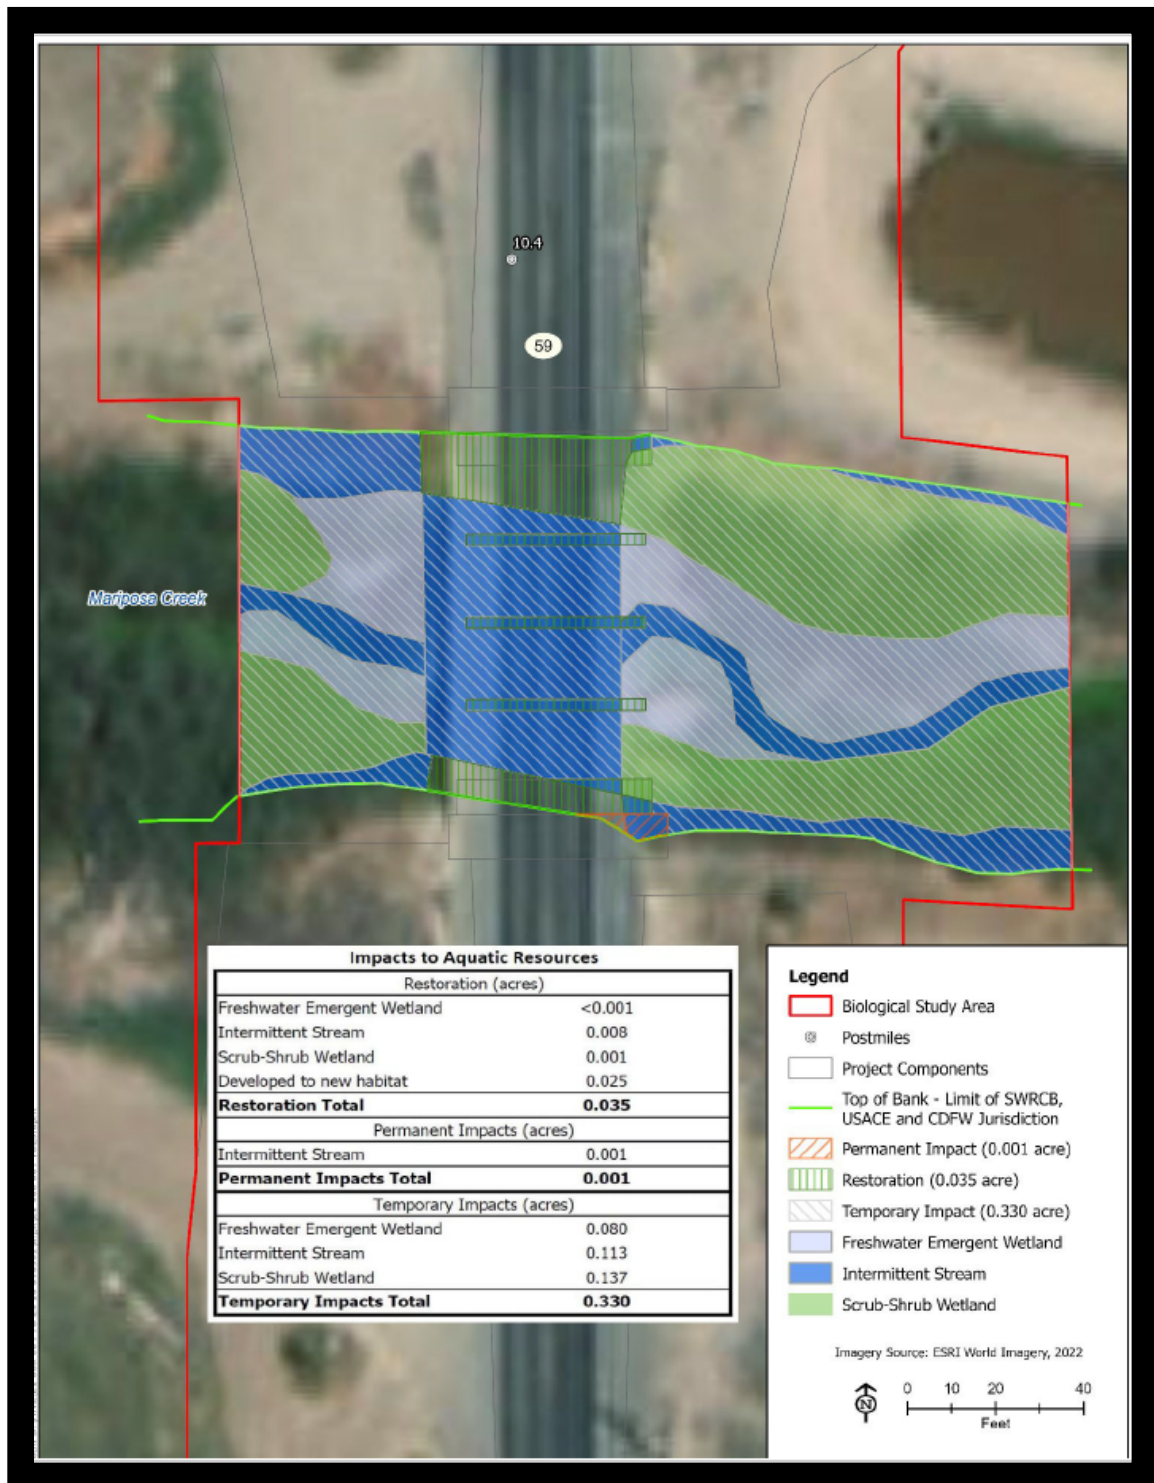 10.4
59
Mariposa Creek
Impacts to Aquatic Resources
Restoration (acres)
Freshwater Emergent Wetland <0.001
Intermittent Stream 0.008
Scrub-Shrub Wetland 0.001
Developed to new habitat 0.025
Restoration Total 0.035
Permanent Impacts (acres)
Intermittent Stream 0.001
Permanent Impacts Total 0.001
Temporary Impacts (acres)
Freshwater Emergent Wetland 0.080
Intermittent Stream 0.113
Scrub-Shrub Wetland 0.137
Temporary Impacts Total 0.330
Legend
Biological Study Area
Postmiles
Project Components
Top of Bank - Limit of SWRCB,
USACE and CDFW Jurisdiction
Permanent Impact (0.001 acre)
Restoration (0.035 acre)
Temporary Impact (0.330 acre)
Freshwater Emergent Wetland
Intermittent Stream
Scrub-Shrub Wetland
Imagery Source: ESRI World Imagery, 2022
N
0 10 20 40
Feet